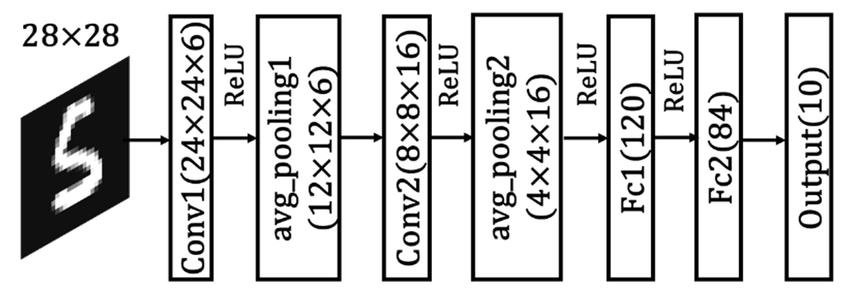 28×28
Conv1(24×24×6)
ReLU
avg_pooling1
(12×12×6)
Conv2(8×8×16)
ReLU
avg_pooling2
(4×4×16)
ReLU
Fc1(120)
ReLU
Fc2(84)
Output(10)
5